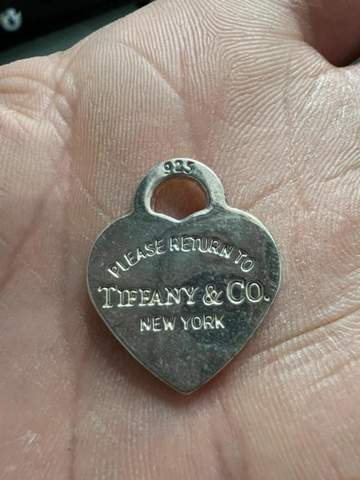 925
PLEASE RETURN TO
TIFFANY & CO.
NEW YORK